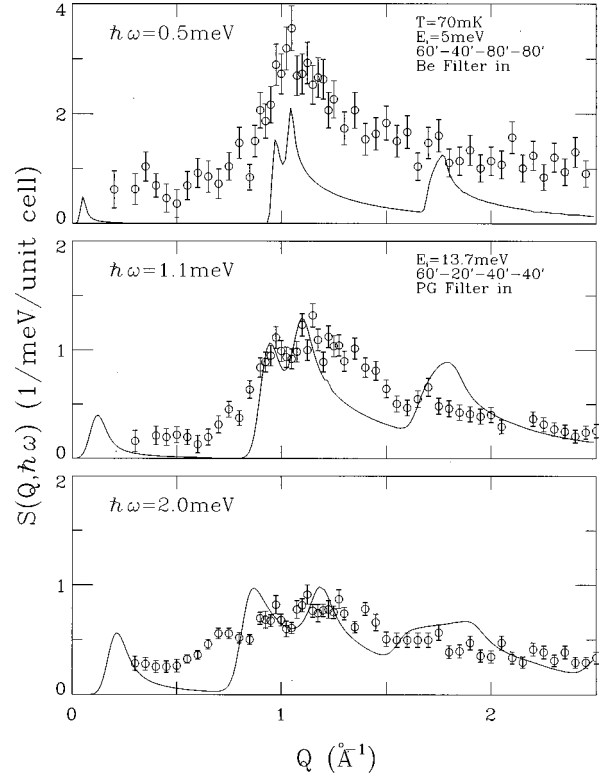 4
ħω=0.5meV
T=70mK
Eᵢ=5meV
60'-40'-80'-80'
Be Filter in
2
0
2
ħω=1.1meV
Eᵢ=13.7meV
60'-20'-40'-40'
PG Filter in
1
0
2
ħω=2.0meV
1
0
0 1 2
Q (Å⁻¹)
S(Q,ħω) (1/meV/unit cell)